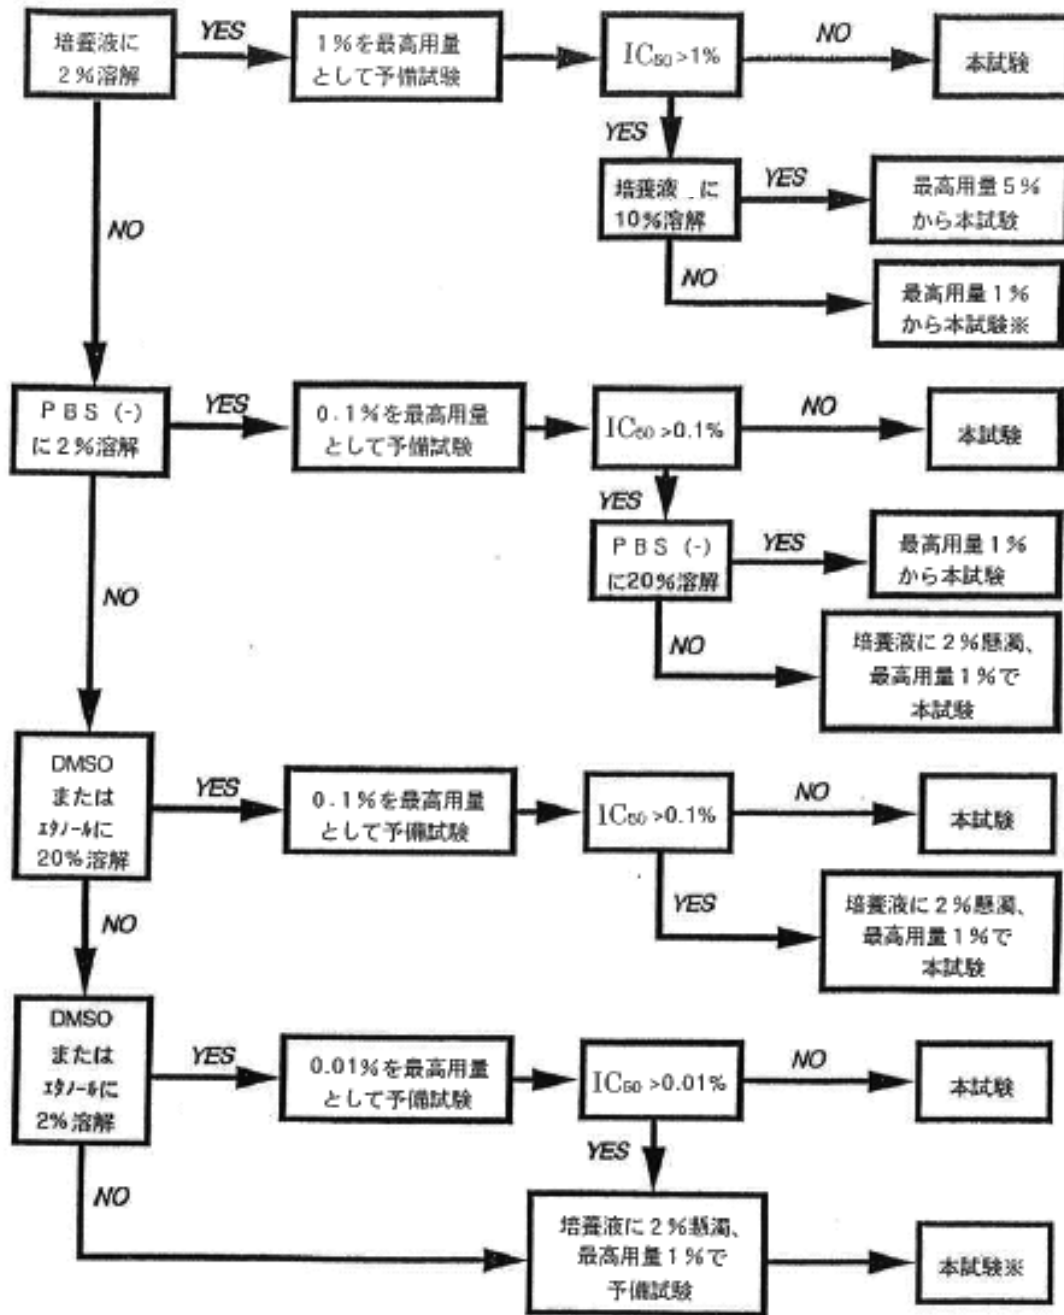 培養液に
2%溶解
YES
1%を最高用量
として予備試験
IC50>1%
NO
本試験
YES
培養液 に
10%溶解
YES
最高用量5%
から本試験
NO
最高用量1%
から本試験※
NO
PBS (-)
に2%溶解
YES
0.1%を最高用量
として予備試験
IC50>0.1%
NO
本試験
YES
PBS (-)
に20%溶解
YES
最高用量1%
から本試験
NO
培養液に2%懸濁、
最高用量1%で
本試験
NO
DMSO
または
エタノールに
20%溶解
YES
0.1%を最高用量
として予備試験
IC50>0.1%
NO
本試験
YES
培養液に2%懸濁、
最高用量1%で
本試験
NO
DMSO
または
エタノールに
2%溶解
YES
0.01%を最高用量
として予備試験
IC50>0.01%
NO
本試験
YES
NO
培養液に2%懸濁、
最高用量1%で
予備試験
本試験※